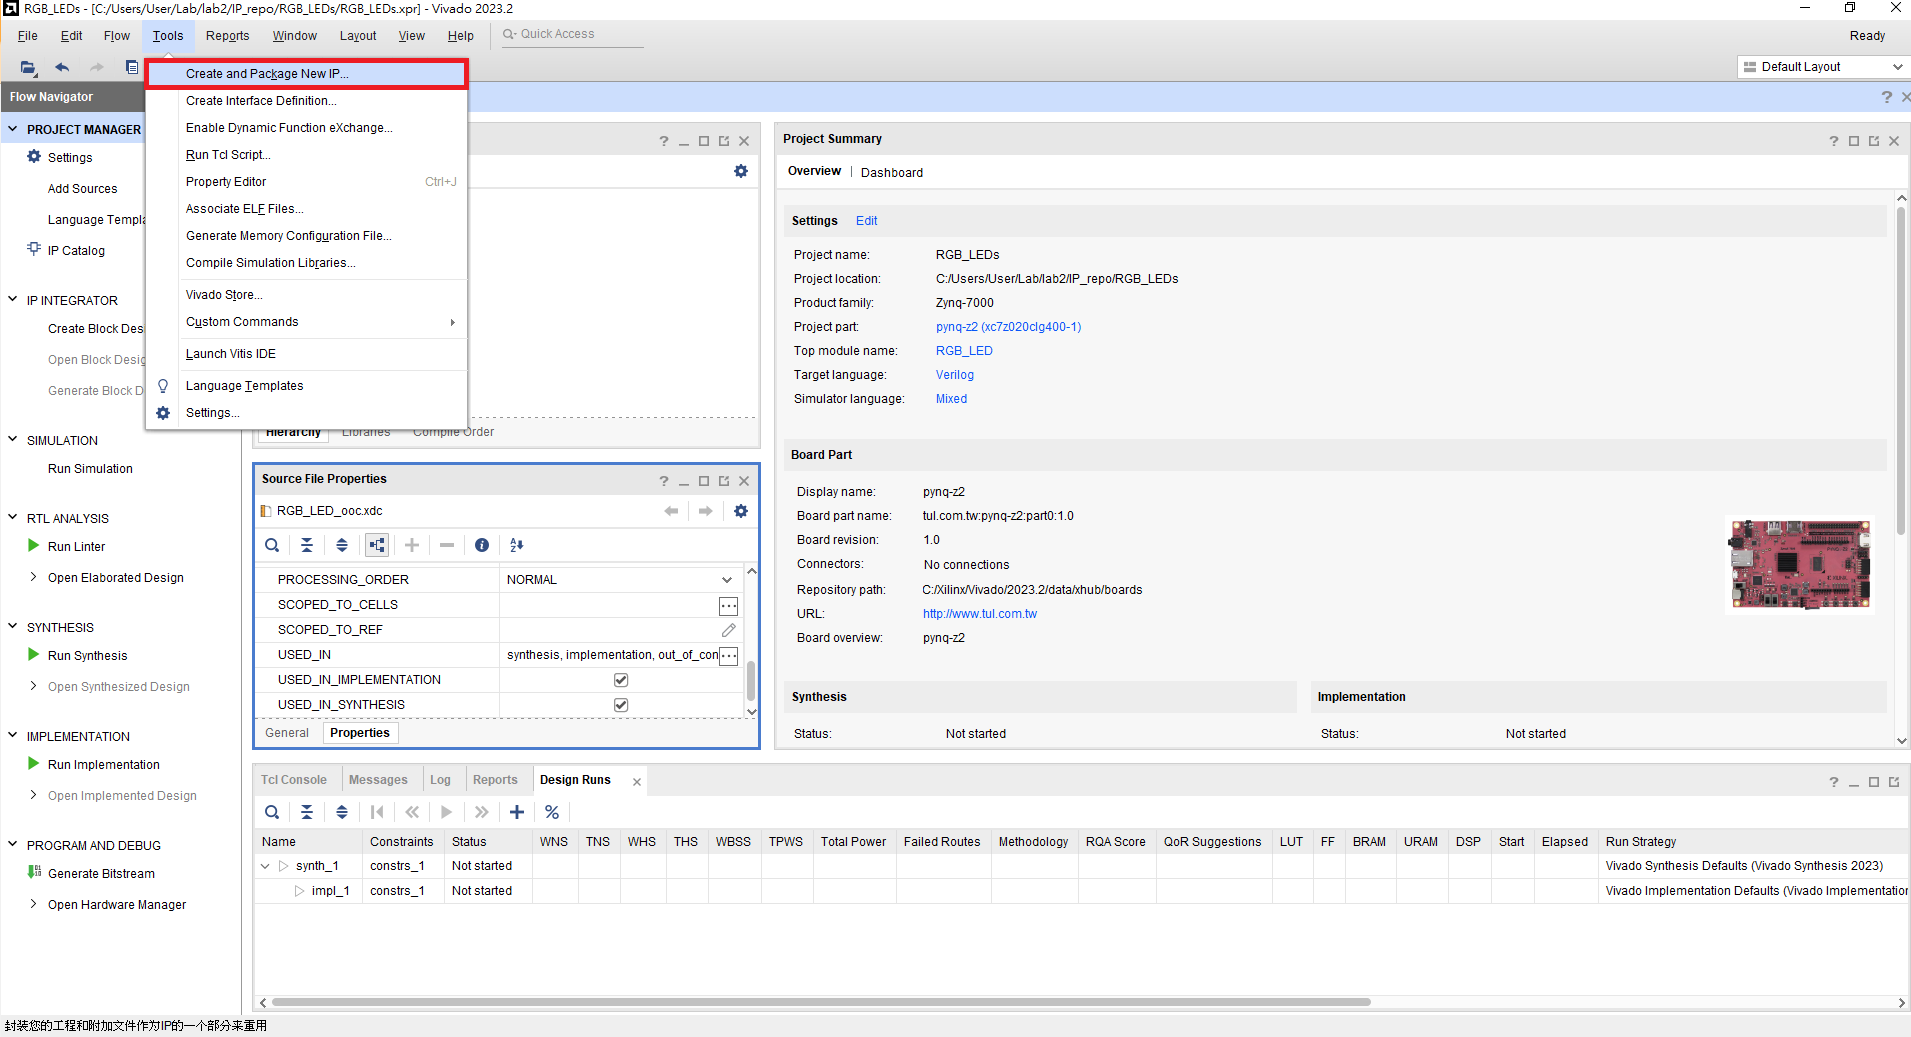 RGB_LEDs - [C:/Users/User/Lab/lab2/IP_repo/RGB_LEDs/RGB_LEDs.xpr] - Vivado 2023.2
File Edit Flow Tools Reports Window Layout View Help Quick Access Ready
Default Layout
Flow Navigator
PROJECT MANAGER
Settings
Add Sources
Language Templa
IP Catalog
IP INTEGRATOR
Create Block Desi
Open Block Desig
Generate Block D
SIMULATION
Run Simulation
RTL ANALYSIS
Run Linter
Open Elaborated Design
SYNTHESIS
Run Synthesis
Open Synthesized Design
IMPLEMENTATION
Run Implementation
Open Implemented Design
PROGRAM AND DEBUG
Generate Bitstream
Open Hardware Manager
Create and Package New IP...
Create Interface Definition...
Enable Dynamic Function eXchange...
Run Tcl Script...
Property Editor Ctrl+J
Associate ELF Files...
Generate Memory Configuration File...
Compile Simulation Libraries...
Vivado Store...
Custom Commands
Launch Vitis IDE
Language Templates
Settings...
Hierarchy Libraries Compile Order
Source File Properties
RGB_LED_ooc.xdc
PROCESSING_ORDER NORMAL
SCOPED_TO_CELLS
SCOPED_TO_REF
USED_IN synthesis, implementation, out_of_con
USED_IN_IMPLEMENTATION
USED_IN_SYNTHESIS
General Properties
Project Summary
Overview | Dashboard
Settings Edit
Project name: RGB_LEDs
Project location: C:/Users/User/Lab/lab2/IP_repo/RGB_LEDs
Product family: Zynq-7000
Project part: pynq-z2 (xc7z020clg400-1)
Top module name: RGB_LED
Target language: Verilog
Simulator language: Mixed
Board Part
Display name: pynq-z2
Board part name: tul.com.tw:pynq-z2:part0:1.0
Board revision: 1.0
Connectors: No connections
Repository path: C:/Xilinx/Vivado/2023.2/data/xhub/boards
URL: http://www.tul.com.tw
Board overview: pynq-z2
Synthesis Implementation
Status: Not started Status: Not started
Tcl Console Messages Log Reports Design Runs
Name Constraints Status WNS TNS WHS THS WBSS TPWS Total Power Failed Routes Methodology RQA Score QoR Suggestions LUT FF BRAM URAM DSP Start Elapsed Run Strategy
synth_1 constrs_1 Not started Vivado Synthesis Defaults (Vivado Synthesis 2023)
impl_1 constrs_1 Not started Vivado Implementation Defaults (Vivado Implementation
封装您的工程和附加文件作为IP的一个部分来重用